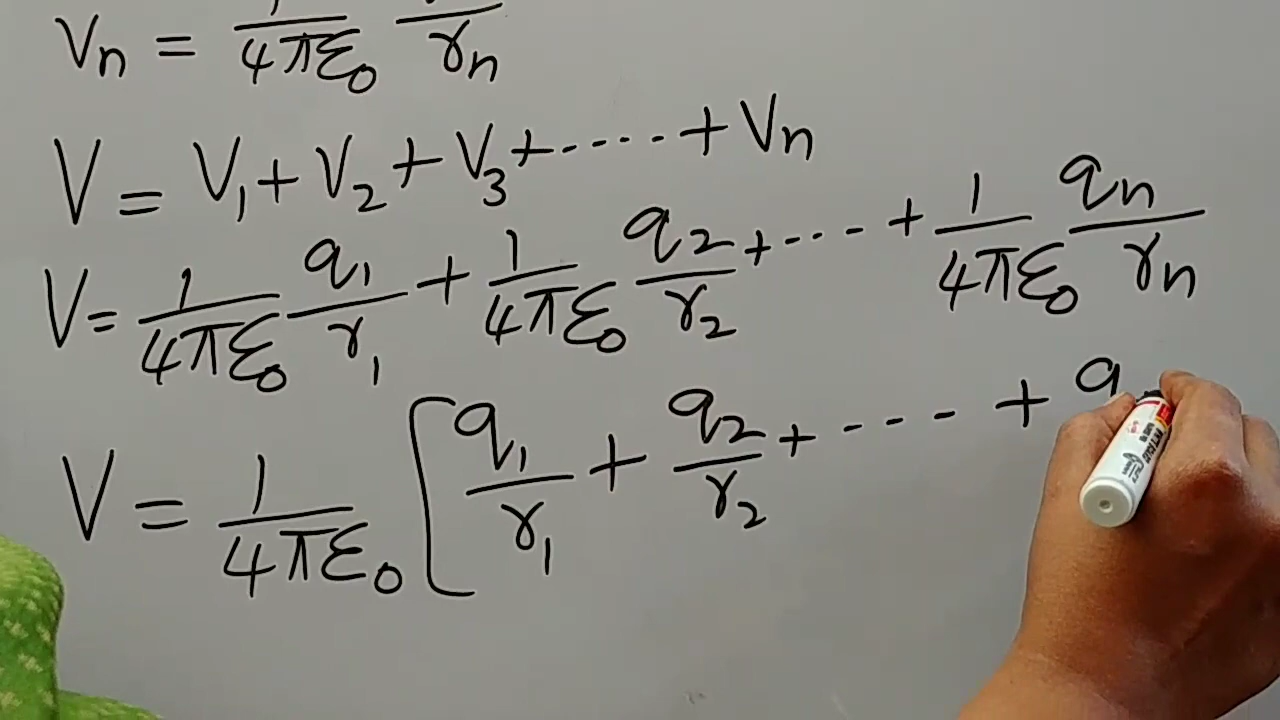 Vn = 1/4πε0 /rn
V = V1 + V2 + V3 + ..... + Vn
V = 1/4πε0 q1/r1 + 1/4πε0 q2/r2 + ..... + 1/4πε0 qn/rn
V = 1/4πε0 [ q1/r1 + q2/r2 + ---- + q